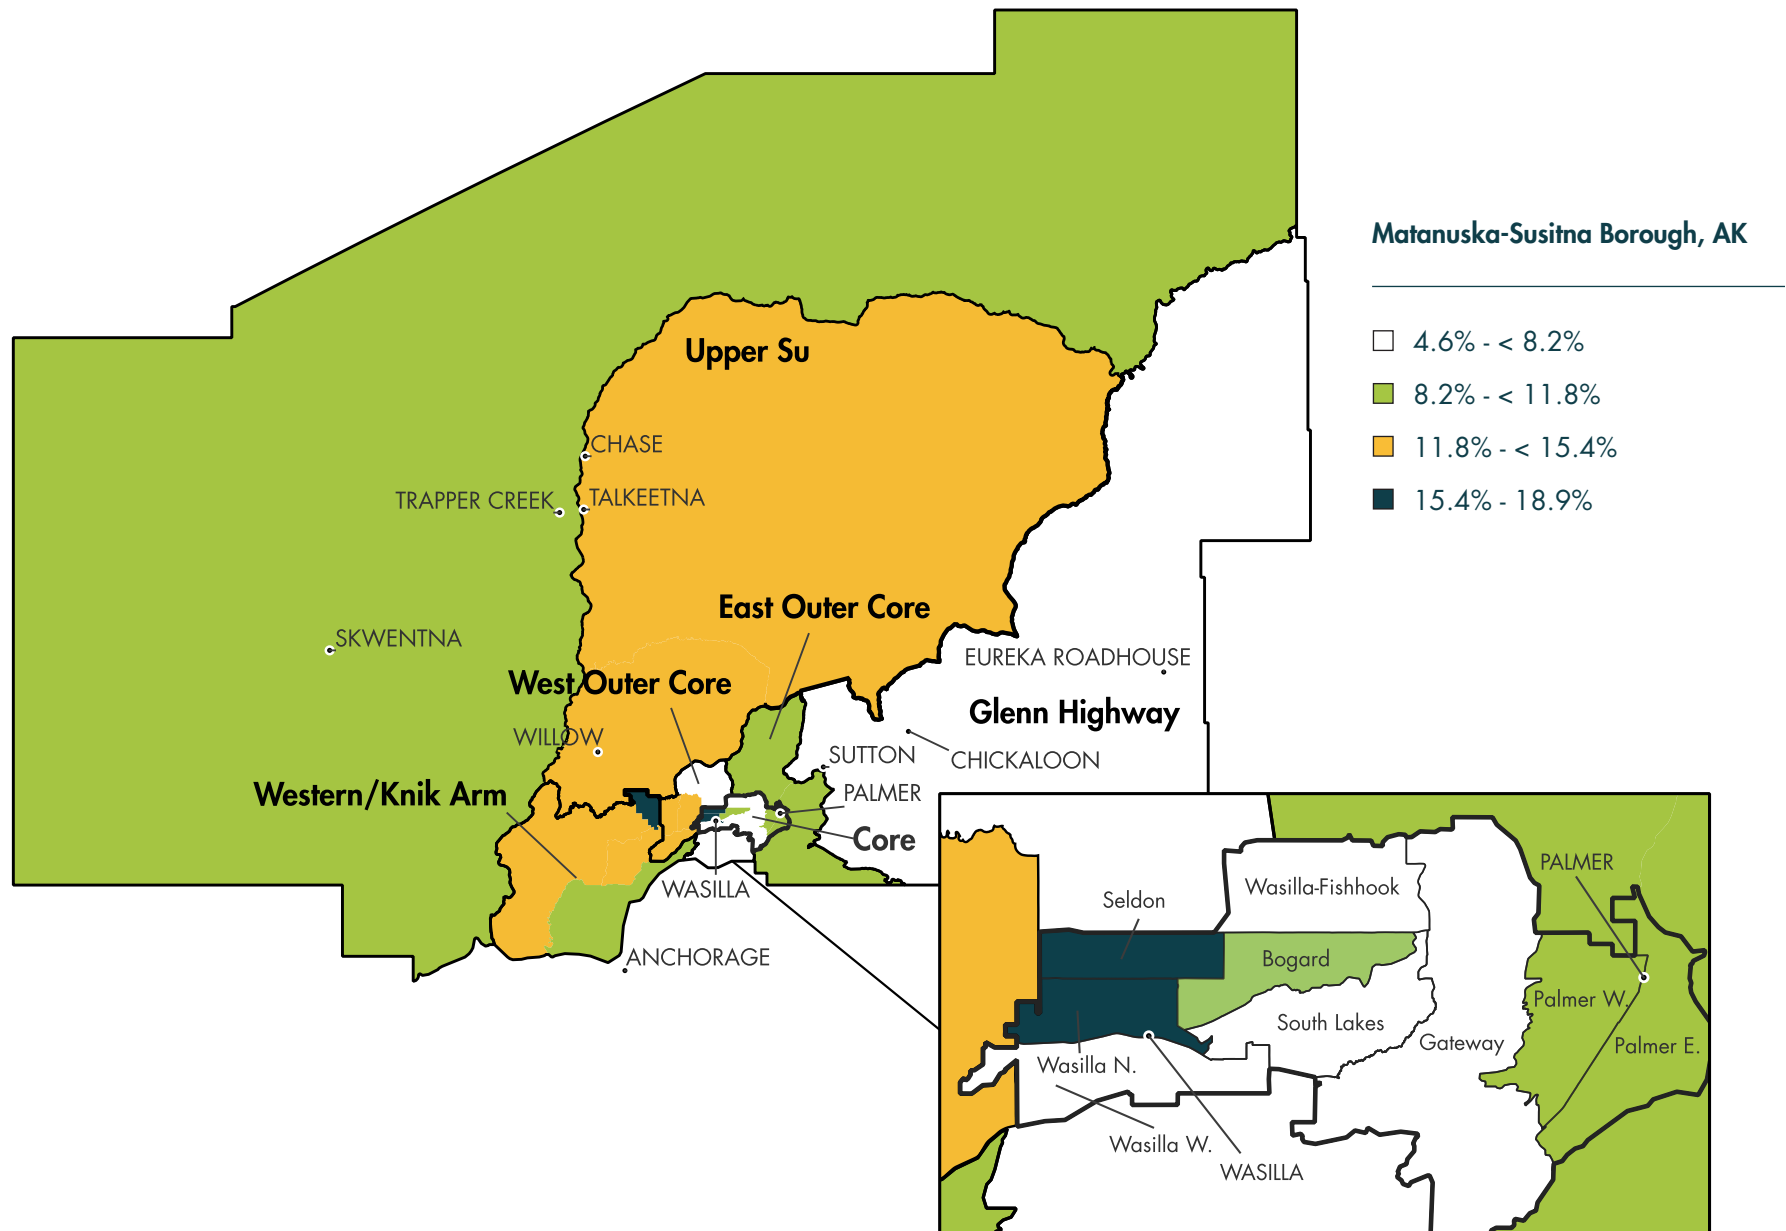 Matanuska-Susitna Borough, AK
4.6% - < 8.2%
8.2% - < 11.8%
11.8% - < 15.4%
15.4% - 18.9%
Upper Su
CHASE
TRAPPER CREEK
TALKEETNA
East Outer Core
SKWENTNA
EUREKA ROADHOUSE
West Outer Core
Glenn Highway
WILLOW
SUTTON
CHICKALOON
Western/Knik Arm
PALMER
Core
WASILLA
ANCHORAGE
PALMER
Wasilla-Fishhook
Seldon
Bogard
Palmer W.
South Lakes
Gateway
Palmer E.
Wasilla N.
Wasilla W.
WASILLA